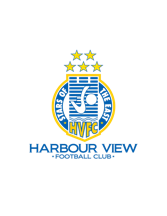 STARS OF THE EAST
HVFC
HARBOUR VIEW
• FOOTBALL CLUB •